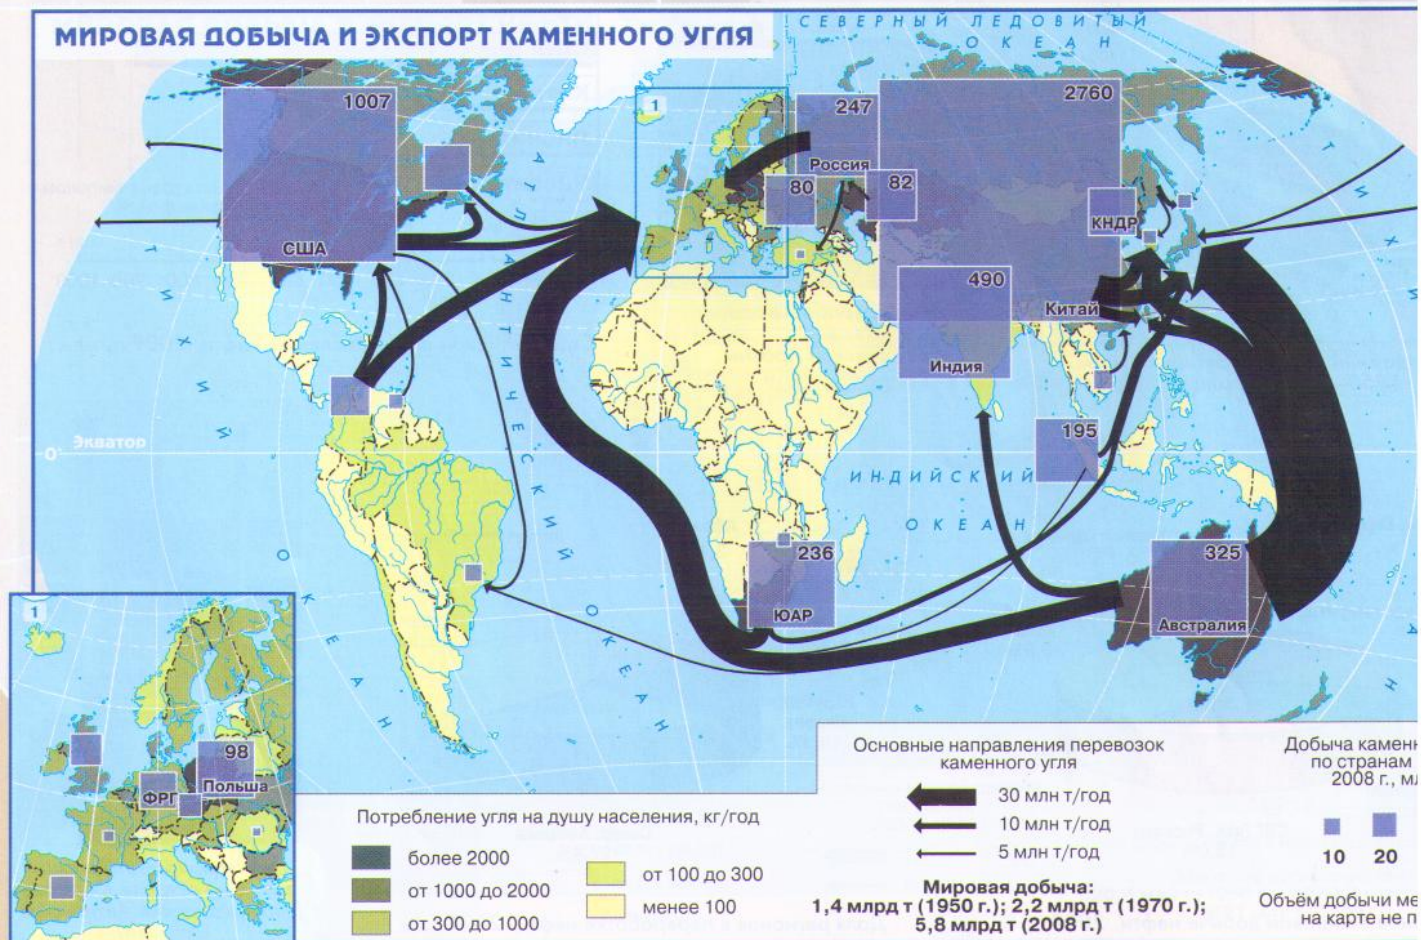 МИРОВАЯ ДОБЫЧА И ЭКСПОРТ КАМЕННОГО УГЛЯ
СЕВЕРНЫЙ ЛЕДОВИТЫЙ
ОКЕАН
1
1007
247
2760
Россия
80
82
КНДР
США
490
Китай
Индия
АТЛАНТИЧЕСКИЙ ОКЕАН
ТИХИЙ ОКЕАН
Экватор
0°
195
ИНДИЙСКИЙ
ОКЕАН
236
ЮАР
325
Австралия
ТИХ
1
98
Польша
ФРГ
Потребление угля на душу населения, кг/год
более 2000
от 1000 до 2000
от 300 до 1000
от 100 до 300
менее 100
Основные направления перевозок
каменного угля
30 млн т/год
10 млн т/год
5 млн т/год
Мировая добыча:
1,4 млрд т (1950 г.); 2,2 млрд т (1970 г.);
5,8 млрд т (2008 г.)
Добыча камен
по странам
2008 г., м
10 20
Объём добычи ме
на карте не п